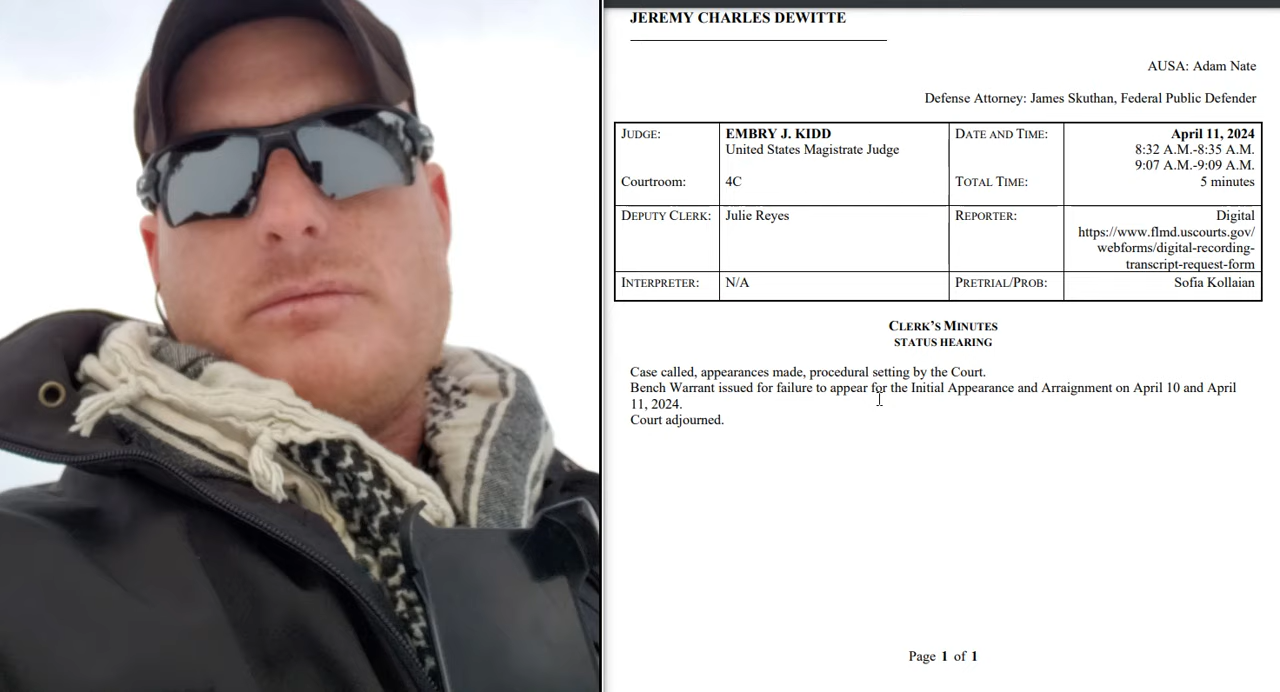 JEREMY CHARLES DEWITTE
AUSA: Adam Nate
Defense Attorney: James Skuthan, Federal Public Defender
JUDGE: EMBRY J. KIDD DATE AND TIME: April 11, 2024
United States Magistrate Judge 8:32 A.M.-8:35 A.M.
9:07 A.M.-9:09 A.M.
Courtroom: 4C TOTAL TIME: 5 minutes
DEPUTY CLERK: Julie Reyes REPORTER: Digital
https://www.flmd.uscourts.gov/
webforms/digital-recording-
transcript-request-form
INTERPRETER: N/A PRETRIAL/PROB: Sofia Kollaian
CLERK'S MINUTES
STATUS HEARING
Case called, appearances made, procedural setting by the Court.
Bench Warrant issued for failure to appear for the Initial Appearance and Arraignment on April 10 and April
11, 2024.
Court adjourned.
Page 1 of 1